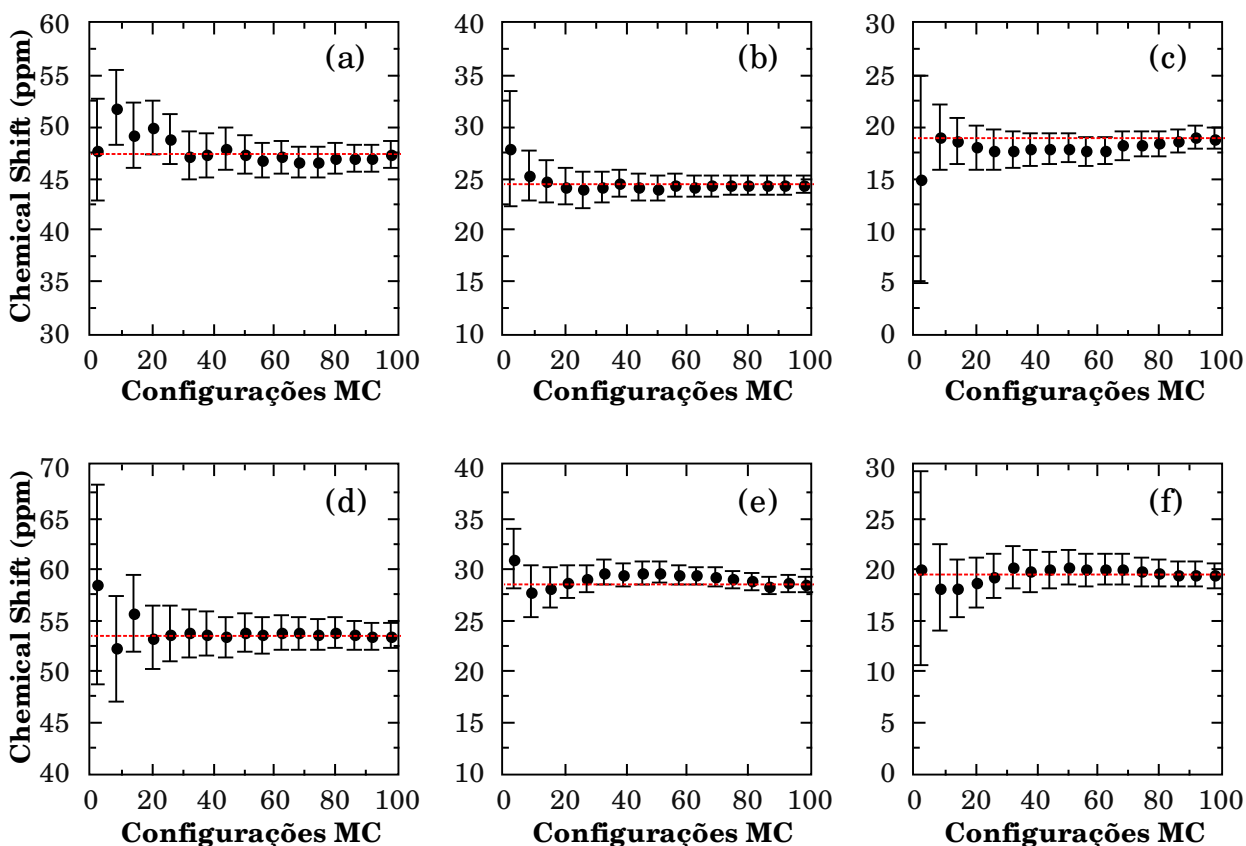 60 55 50 45 40 35 30
Chemical Shift (ppm)
(a)
0 20 40 60 80 100
Configurações MC
40 35 30 25 20 15 10
(b)
0 20 40 60 80 100
Configurações MC
30 25 20 15 10 5 0
(c)
0 20 40 60 80 100
Configurações MC
70 65 60 55 50 45 40
Chemical Shift (ppm)
(d)
0 20 40 60 80 100
Configurações MC
40 35 30 25 20 15 10
(e)
0 20 40 60 80 100
Configurações MC
30 25 20 15 10 5 0
(f)
0 20 40 60 80 100
Configurações MC